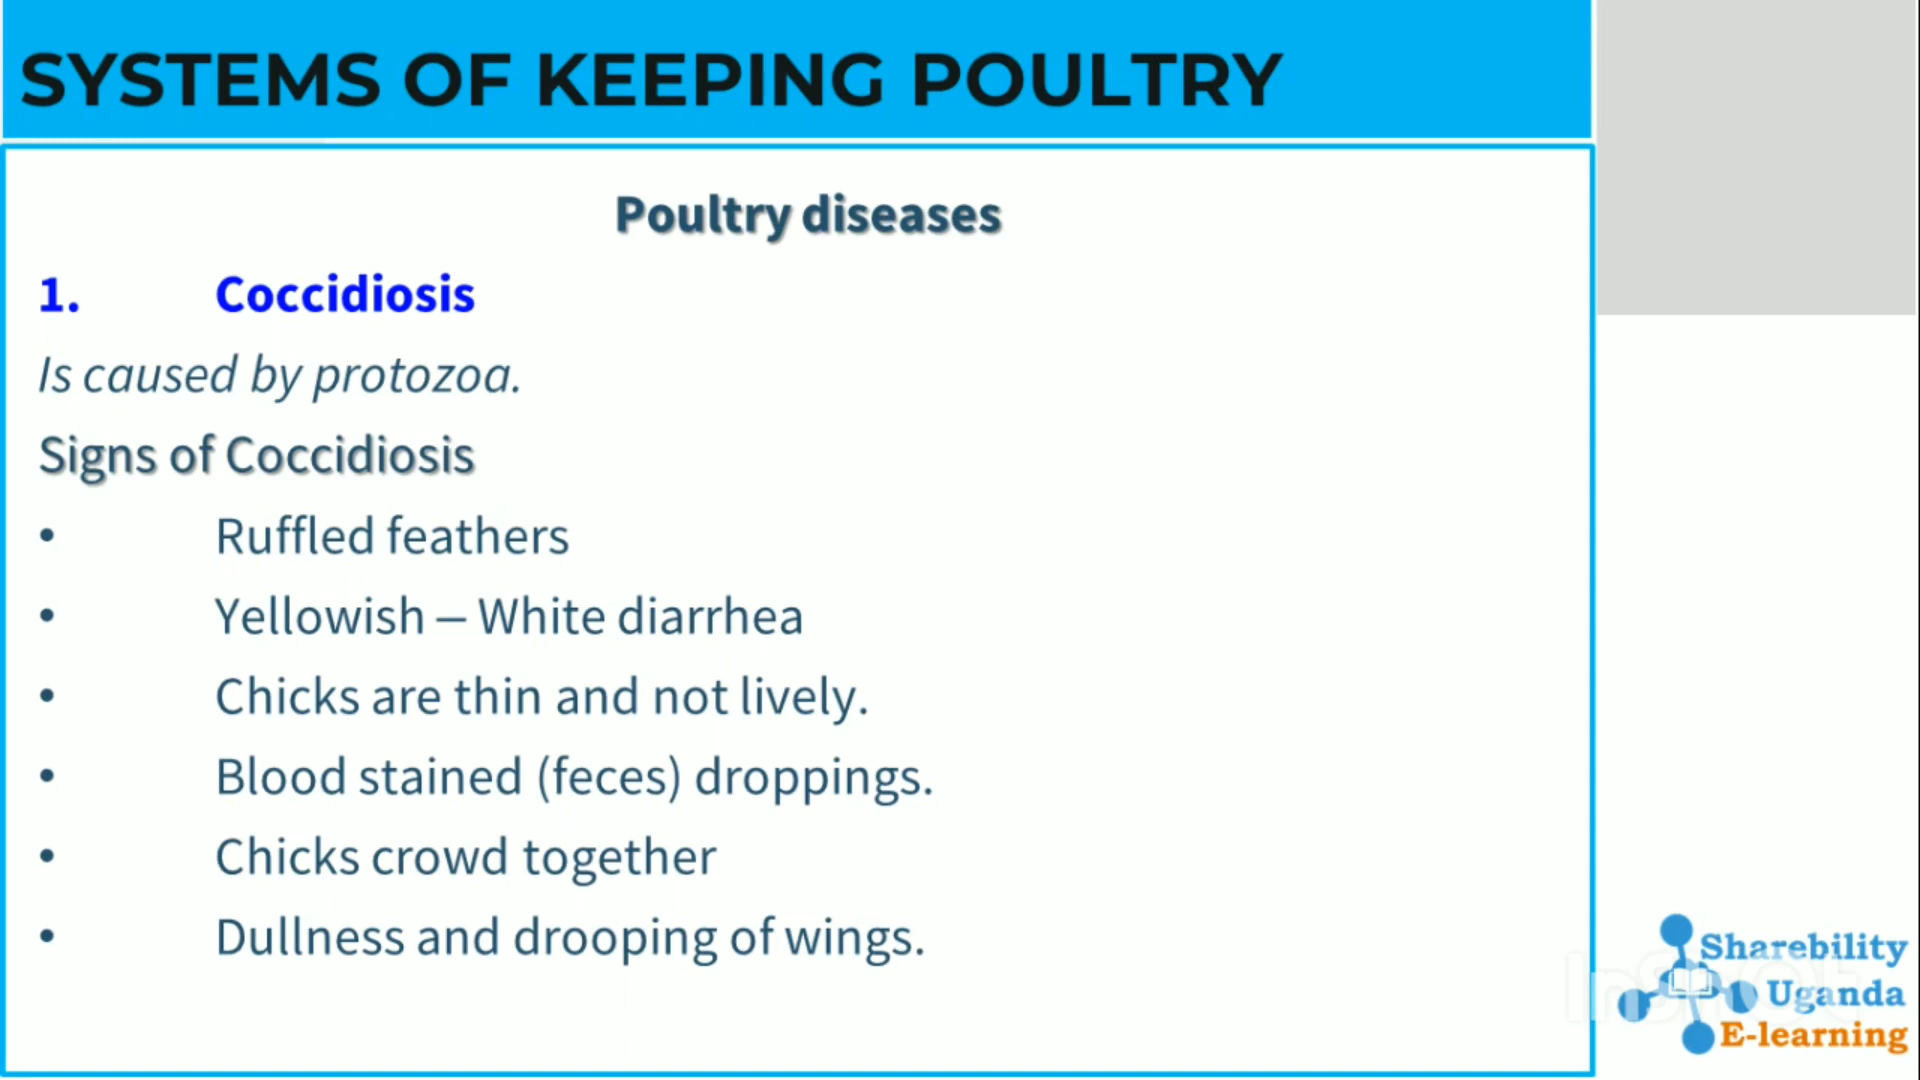 SYSTEMS OF KEEPING POULTRY
Poultry diseases
1. Coccidiosis
Is caused by protozoa.
Signs of Coccidiosis
• Ruffled feathers
• Yellowish – White diarrhea
• Chicks are thin and not lively.
• Blood stained (feces) droppings.
• Chicks crowd together
• Dullness and drooping of wings.
Sharebility
Uganda
E-learning
InShOt